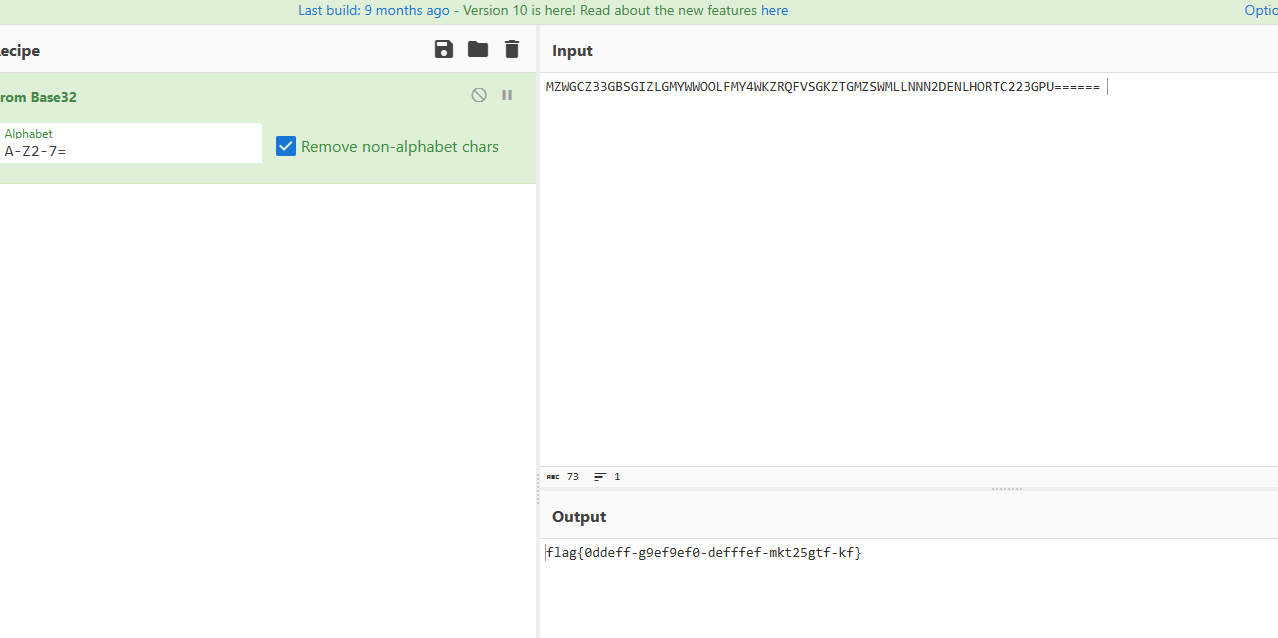 Last build: 9 months ago - Version 10 is here! Read about the new features here
Optio
ecipe
Input
rom Base32
Alphabet
A-Z2-7=
Remove non-alphabet chars
MZWGCZ33GBSGIZLGMYWWOOLFMY4WKZRQFVSGKZTGMZSWMLLNNN2DENLHORTC223GPU======
ABC 73 1
Output
flag{0ddeff-g9ef9ef0-defffef-mkt25gtf-kf}